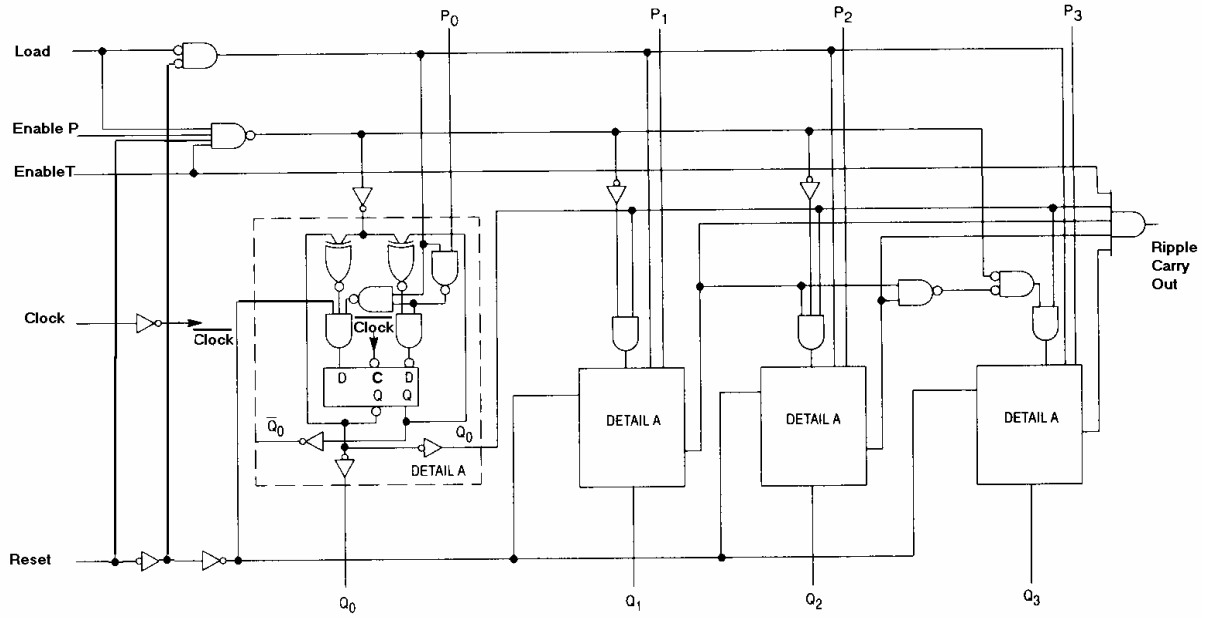 P0
P1
P2
P3
Load
Enable P
EnableT
Ripple
Carry
Out
Clock
Clock
Clock
D C D
Q Q
Q0
Q0
DETAIL A
DETAIL A
DETAIL A
DETAIL A
Reset
Q0
Q1
Q2
Q3